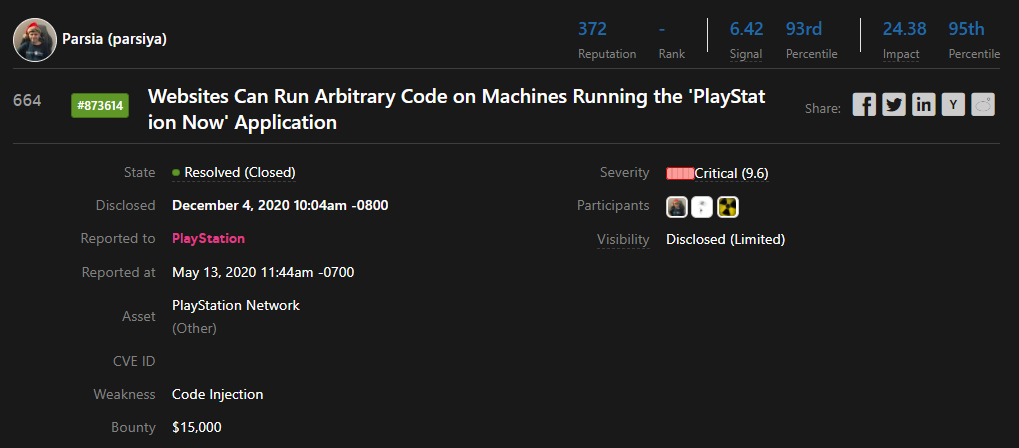 Parsia (parsiya)
372 - 6.42 93rd 24.38 95th
Reputation Rank Signal Percentile Impact Percentile
664
#873614
Websites Can Run Arbitrary Code on Machines Running the 'PlayStat
ion Now' Application
Share: f in Y
State Resolved (Closed)
Severity Critical (9.6)
Disclosed December 4, 2020 10:04am -0800
Participants
Reported to PlayStation
Visibility Disclosed (Limited)
Reported at May 13, 2020 11:44am -0700
Asset PlayStation Network
(Other)
CVE ID
Weakness Code Injection
Bounty $15,000